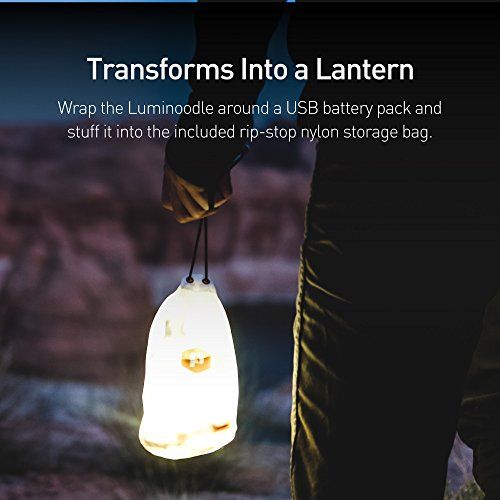 Transforms Into a Lantern
Wrap the Luminoodle around a USB battery pack and
stuff it into the included rip-stop nylon storage bag.